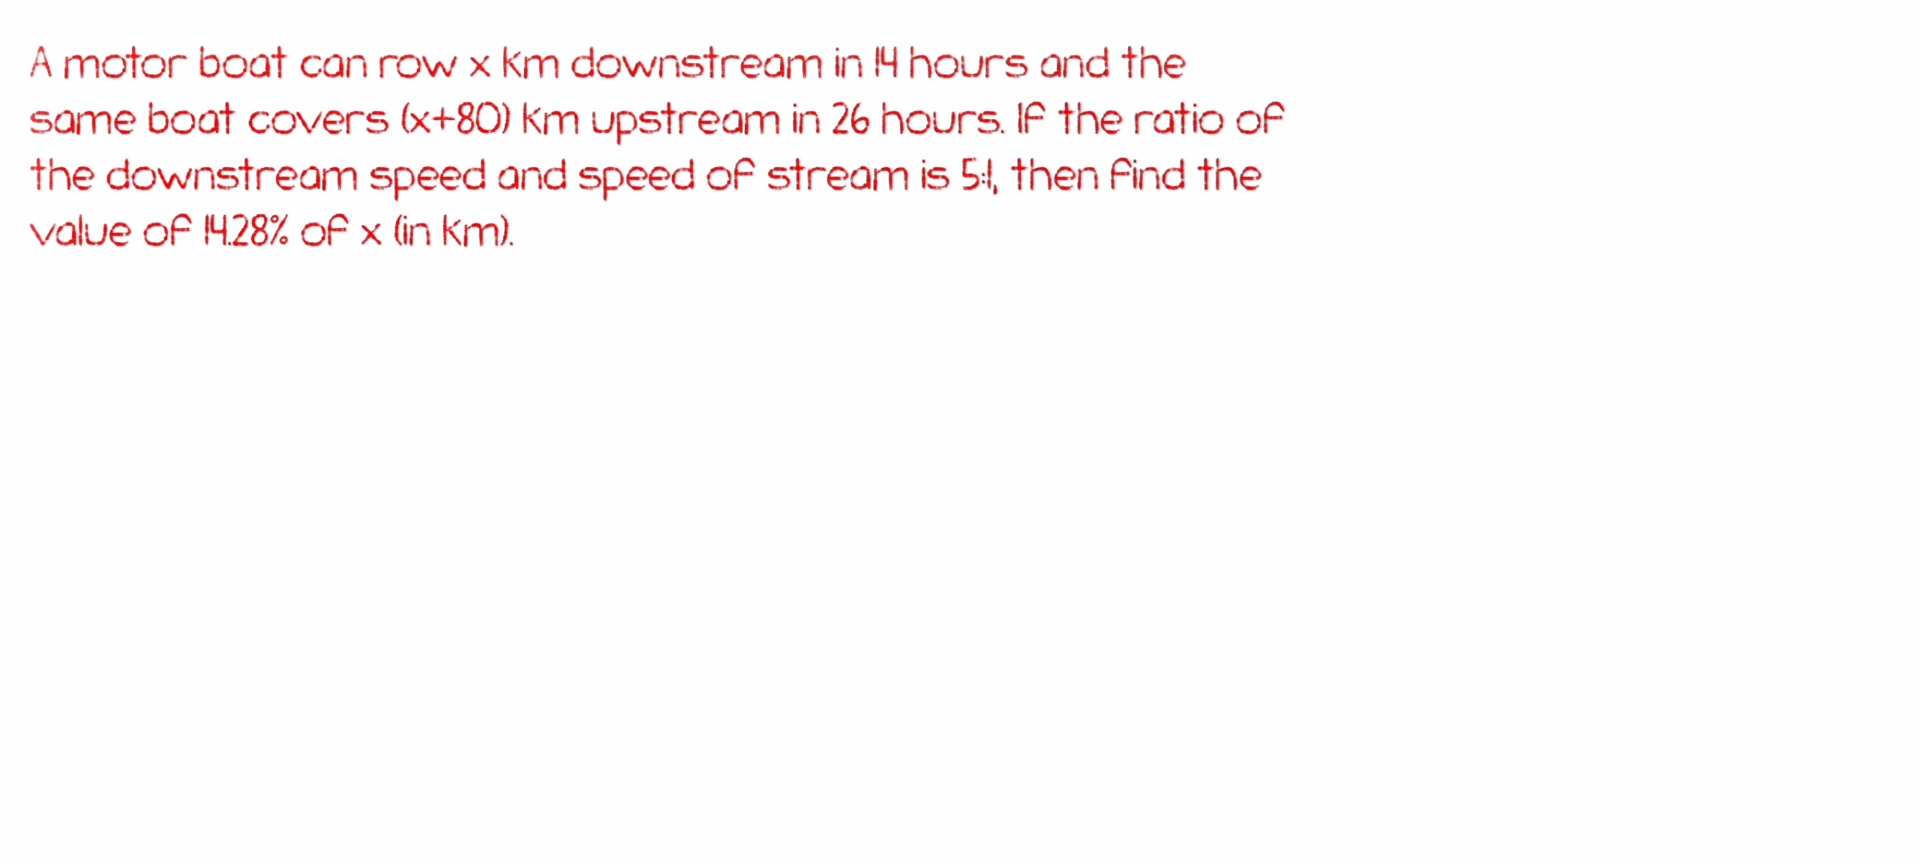 A motor boat can row x km downstream in 14 hours and the
same boat covers (x+80) km upstream in 26 hours. If the ratio of
the downstream speed and speed of stream is 5:1, then find the
value of 14.28% of x (in km).